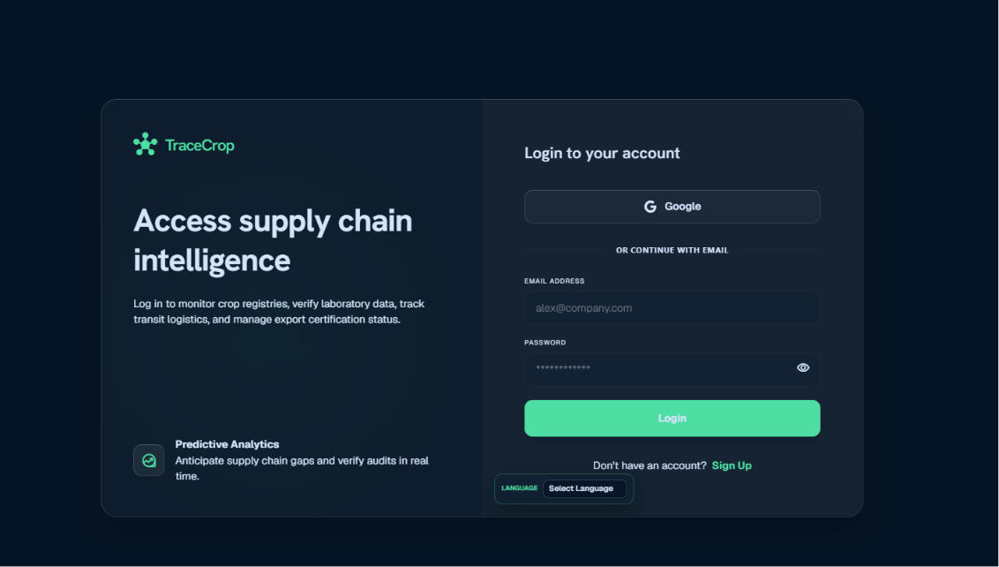 TraceCrop
Access supply chain
intelligence
Log in to monitor crop registries, verify laboratory data, track
transit logistics, and manage export certification status.
Predictive Analytics
Anticipate supply chain gaps and verify audits in real
time.
Login to your account
Google
OR CONTINUE WITH EMAIL
EMAIL ADDRESS
alex@company.com
PASSWORD
************
Login
Don't have an account? Sign Up
LANGUAGE Select Language